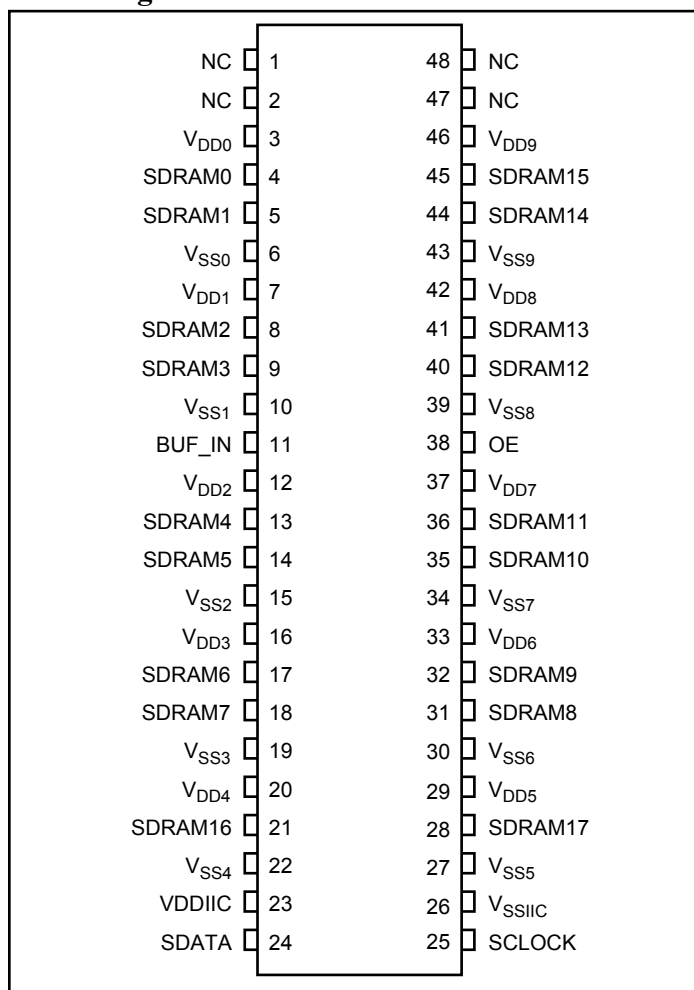 NC 1 48 NC
NC 2 47 NC
VDD0 3 46 VDD9
SDRAM0 4 45 SDRAM15
SDRAM1 5 44 SDRAM14
VSS0 6 43 VSS9
VDD1 7 42 VDD8
SDRAM2 8 41 SDRAM13
SDRAM3 9 40 SDRAM12
VSS1 10 39 VSS8
BUF_IN 11 38 OE
VDD2 12 37 VDD7
SDRAM4 13 36 SDRAM11
SDRAM5 14 35 SDRAM10
VSS2 15 34 VSS7
VDD3 16 33 VDD6
SDRAM6 17 32 SDRAM9
SDRAM7 18 31 SDRAM8
VSS3 19 30 VSS6
VDD4 20 29 VDD5
SDRAM16 21 28 SDRAM17
VSS4 22 27 VSS5
VDDIIC 23 26 VSSIIC
SDATA 24 25 SCLOCK